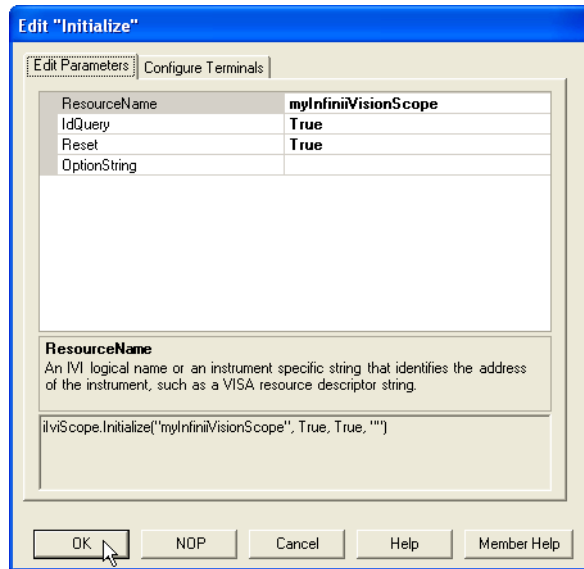 Edit "Initialize"
Edit Parameters Configure Terminals
ResourceName myInfiniiVisionScope
IdQuery True
Reset True
OptionString
ResourceName
An IVI logical name or an instrument specific string that identifies the address
of the instrument, such as a VISA resource descriptor string.
iIviScope.Initialize("myInfiniiVisionScope", True, True, "")
OK NOP Cancel Help Member Help